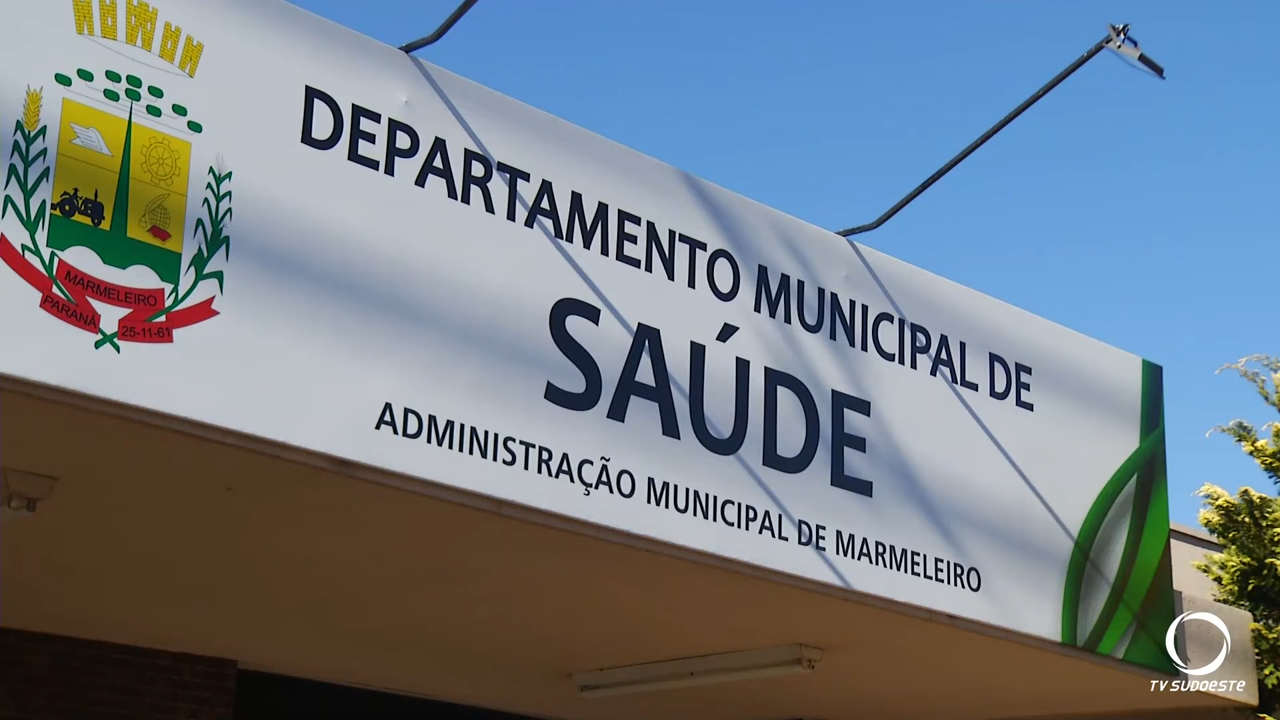 DEPARTAMENTO MUNICIPAL DE
SAÚDE
ADMINISTRAÇÃO MUNICIPAL DE MARMELEIRO
MARMELEIRO
PARANÁ
25-11-61
TV SUDOESTE